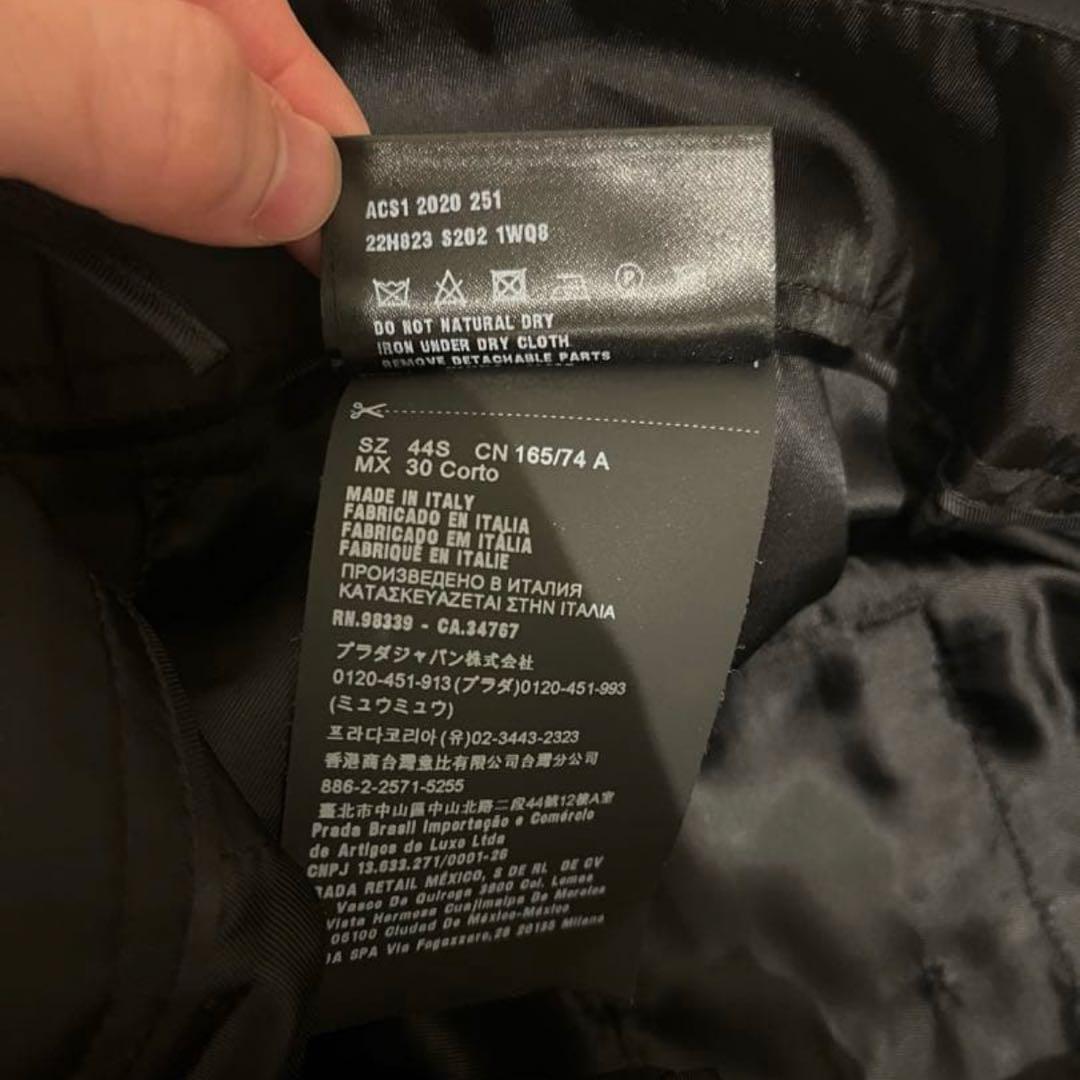 ACS1 2020 251
22H823 S202 1WQ8
DO NOT NATURAL DRY
IRON UNDER DRY CLOTH
REMOVE DETACHABLE PARTS
SZ 44S CN 165/74 A
MX 30 Corto
MADE IN ITALY
FABRICADO EN ITALIA
FABRICADO EM ITÀLIA
FABRIQUÉ EN ITALIE
ПРОИЗВЕДЕНО В ИТАЛИЯ
ΚΑΤΑΣΚΕΥΑΖΕΤΑΙ ΣΤΗΝ ΙΤΑΛΙΑ
RN.98339 - CA.34767
プラダジャパン株式会社
0120-451-913(プラダ)0120-451-993
(ミュウミュウ)
프라다코리아(유)02-3443-2323
香港商台灣壹比有限公司台灣分公司
886-2-2571-5255
臺北市中山區中山北路二段44號12樓A室
Prada Brasil Importação e Comércio
de Artigos de Luxo Ltda
CNPJ 13.633.271/0001-26
RADA RETAIL MÉXICO, S DE RL DE CV
Vasco De Quiroga 3800 Col. Lomas
Vista Hermosa Cuajimalpa De Morelos
05100 Ciudad De México-México
DA SPA Via Fogazzaro,28 20135 Milano